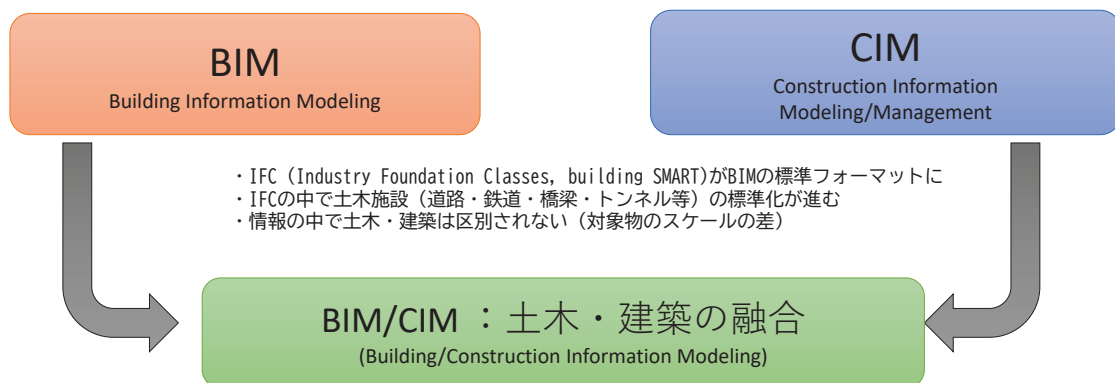 BIM
Building Information Modeling
CIM
Construction Information
Modeling/Management
・IFC (Industry Foundation Classes, building SMART)がBIMの標準フォーマットに
・IFCの中で土木施設（道路・鉄道・橋梁・トンネル等）の標準化が進む
・情報の中で土木・建築は区別されない（対象物のスケールの差）
BIM/CIM ：土木・建築の融合
(Building/Construction Information Modeling)